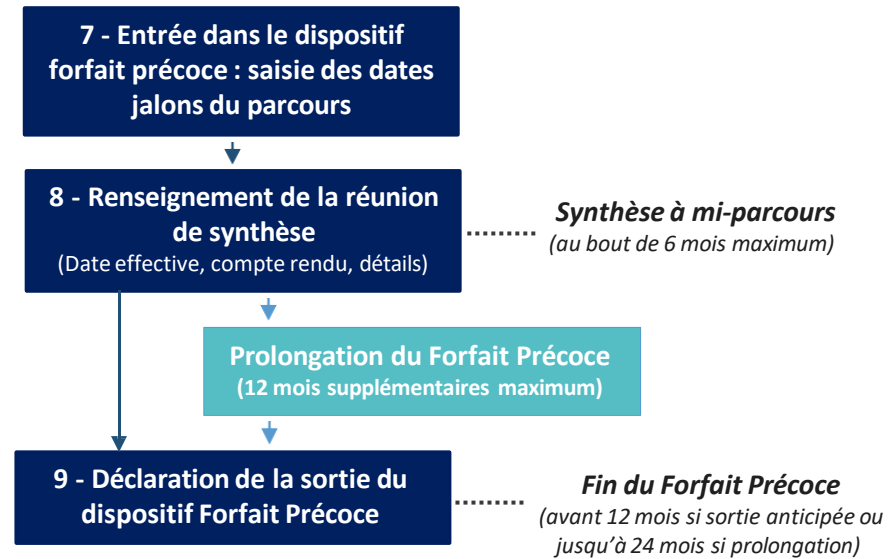 7 - Entrée dans le dispositif
forfait précoce : saisie des dates
jalons du parcours
8 - Renseignement de la réunion
de synthèse
(Date effective, compte rendu, détails)
Synthèse à mi-parcours
(au bout de 6 mois maximum)
Prolongation du Forfait Précoce
(12 mois supplémentaires maximum)
9 - Déclaration de la sortie du
dispositif Forfait Précoce
Fin du Forfait Précoce
(avant 12 mois si sortie anticipée ou
jusqu'à 24 mois si prolongation)